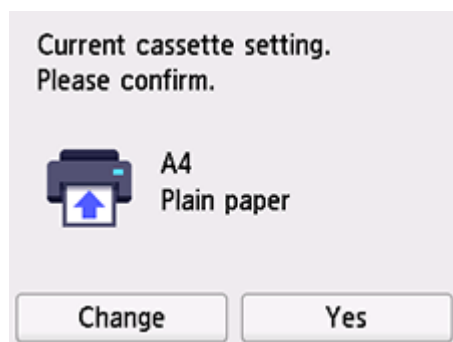 Current cassette setting.
Please confirm.
A4
Plain paper
Change
Yes